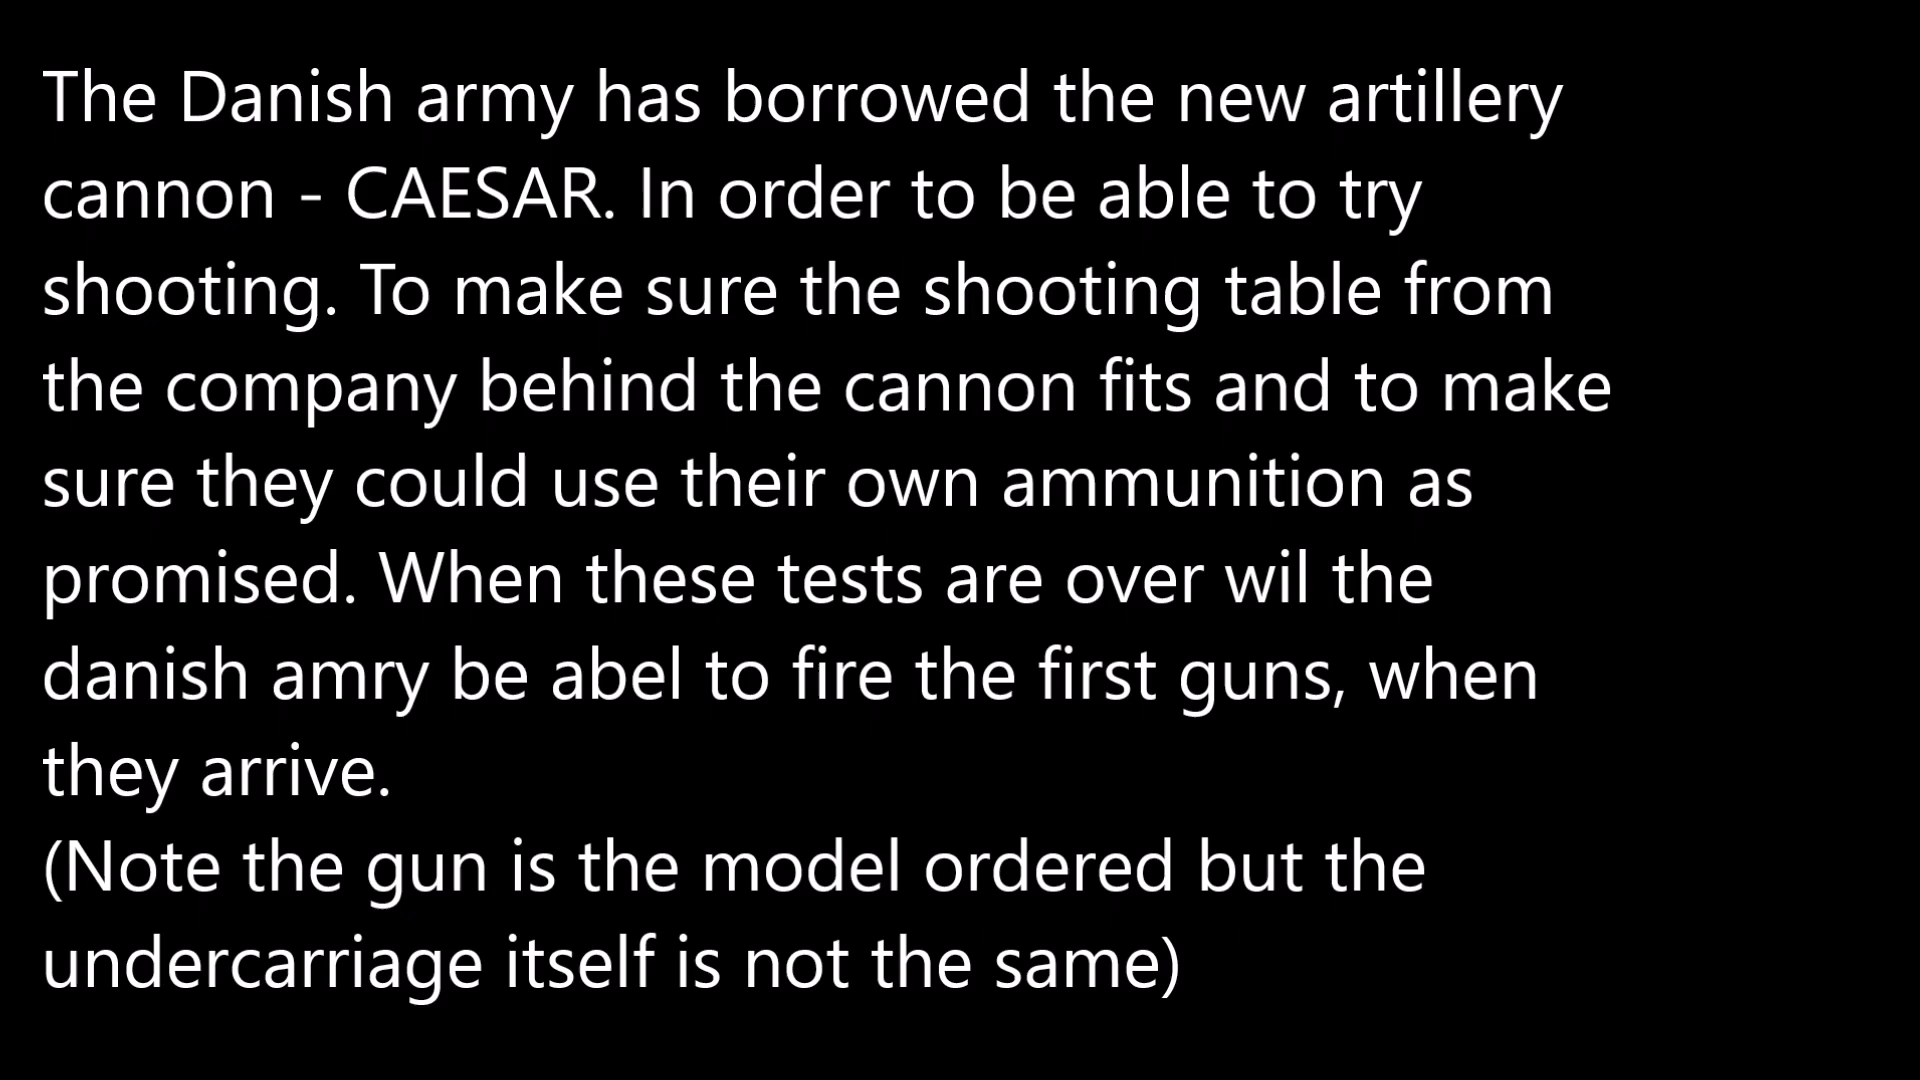 The Danish army has borrowed the new artillery
cannon - CAESAR. In order to be able to try
shooting. To make sure the shooting table from
the company behind the cannon fits and to make
sure they could use their own ammunition as
promised. When these tests are over wil the
danish amry be abel to fire the first guns, when
they arrive.
(Note the gun is the model ordered but the
undercarriage itself is not the same)